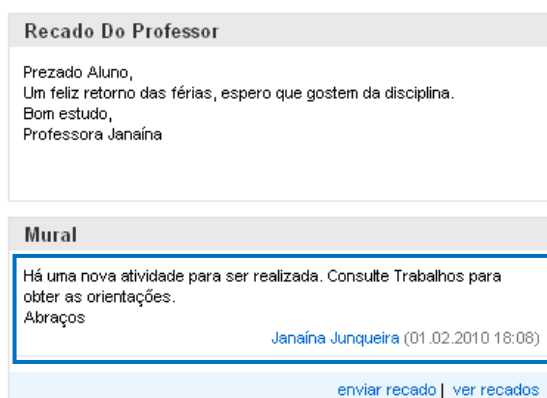 Recado Do Professor
Prezado Aluno,
Um feliz retorno das férias, espero que gostem da disciplina.
Bom estudo,
Professora Janaína
Mural
Há uma nova atividade para ser realizada. Consulte Trabalhos para
obter as orientações.
Abraços
Janaína Junqueira (01.02.2010 18:08)
enviar recado | ver recados